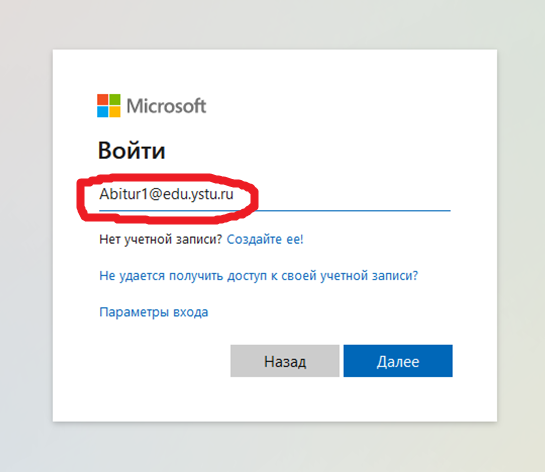 Microsoft
Войти
Abitur1@edu.ystu.ru
Нет учетной записи? Создайте ее!
Не удается получить доступ к своей учетной записи?
Параметры входа
Назад Далее